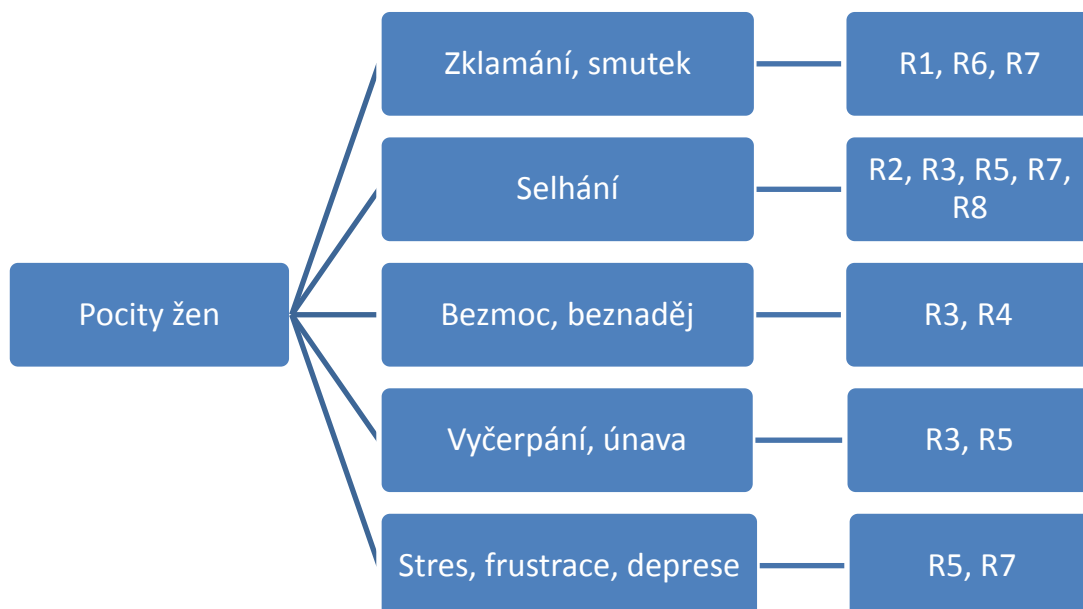 Zklamání, smutek
R1, R6, R7
Selhání
R2, R3, R5, R7,
R8
Pocity žen
Bezmoc, beznaděj
R3, R4
Vyčerpání, únava
R3, R5
Stres, frustrace, deprese
R5, R7